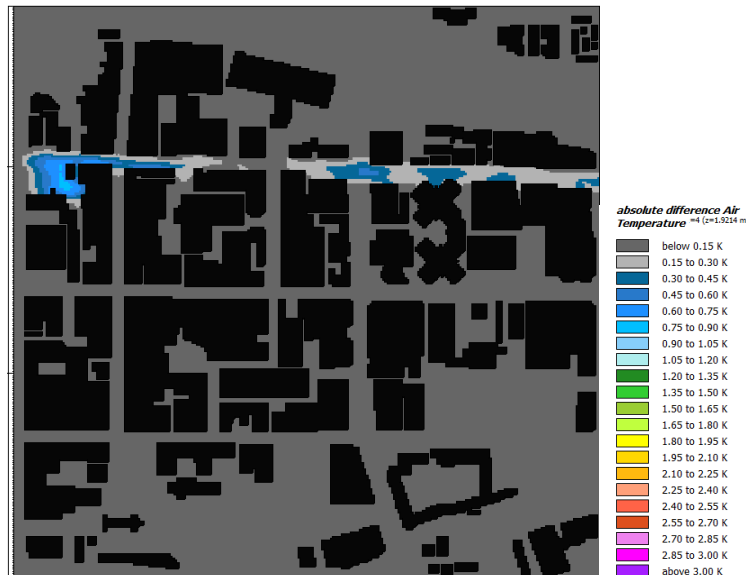 absolute difference Air
Temperature =4 (z=1.9214 m
below 0.15 K
0.15 to 0.30 K
0.30 to 0.45 K
0.45 to 0.60 K
0.60 to 0.75 K
0.75 to 0.90 K
0.90 to 1.05 K
1.05 to 1.20 K
1.20 to 1.35 K
1.35 to 1.50 K
1.50 to 1.65 K
1.65 to 1.80 K
1.80 to 1.95 K
1.95 to 2.10 K
2.10 to 2.25 K
2.25 to 2.40 K
2.40 to 2.55 K
2.55 to 2.70 K
2.70 to 2.85 K
2.85 to 3.00 K
above 3.00 K